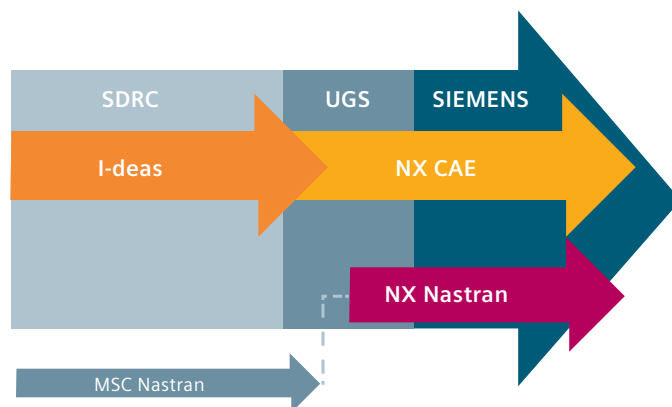 SDRC
UGS
SIEMENS
I-deas
NX CAE
NX Nastran
MSC Nastran